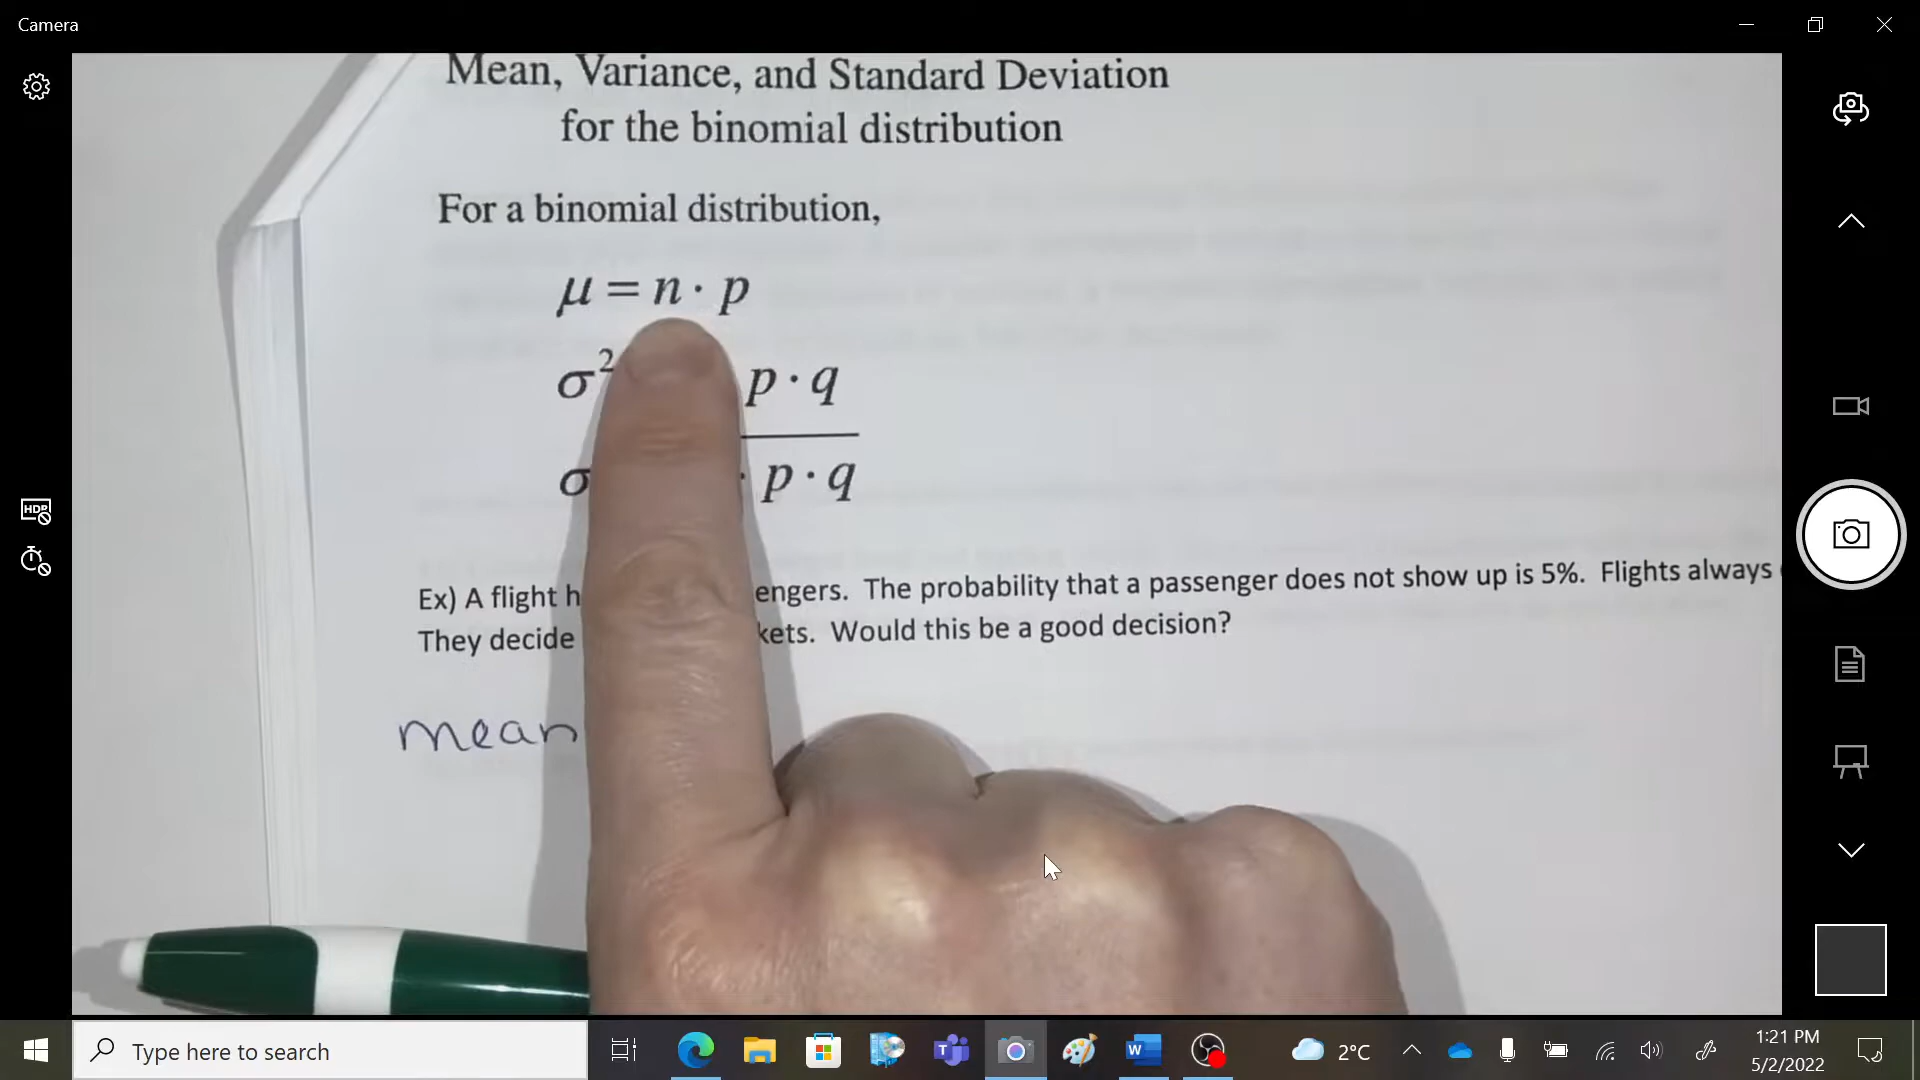 Camera
Mean, Variance, and Standard Deviation
for the binomial distribution
For a binomial distribution,
μ = n · p
σ² p · q
σ · p · q
Ex) A flight h engers. The probability that a passenger does not show up is 5%. Flights always
They decide kets. Would this be a good decision?
mean
Type here to search
2°C
1:21 PM
5/2/2022